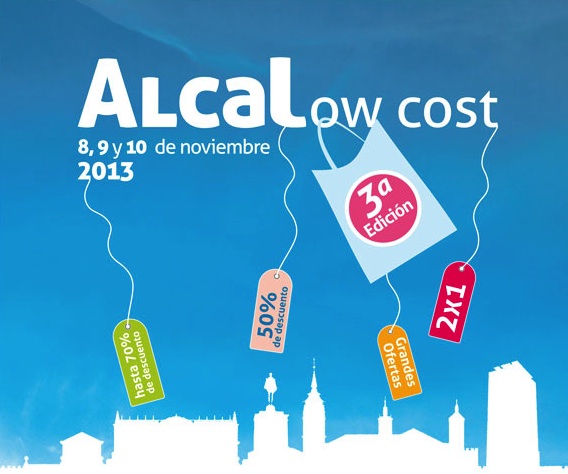 ALcaLow cost
8, 9 y 10 de noviembre
2013
3ª
Edición
hasta 70%
de descuento
50%
de descuento
Grandes
Ofertas
2x1